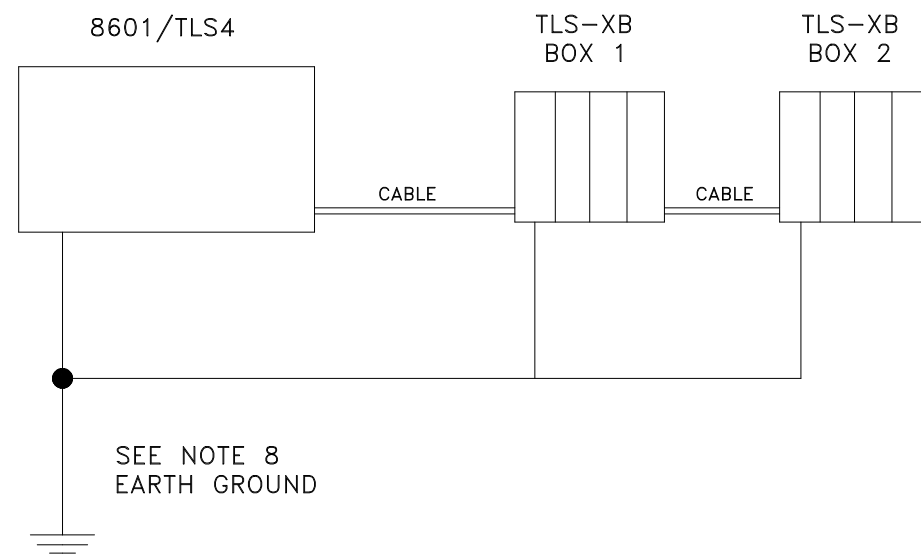 8601/TLS4
TLS-XB
BOX 1
TLS-XB
BOX 2
CABLE
CABLE
SEE NOTE 8
EARTH GROUND